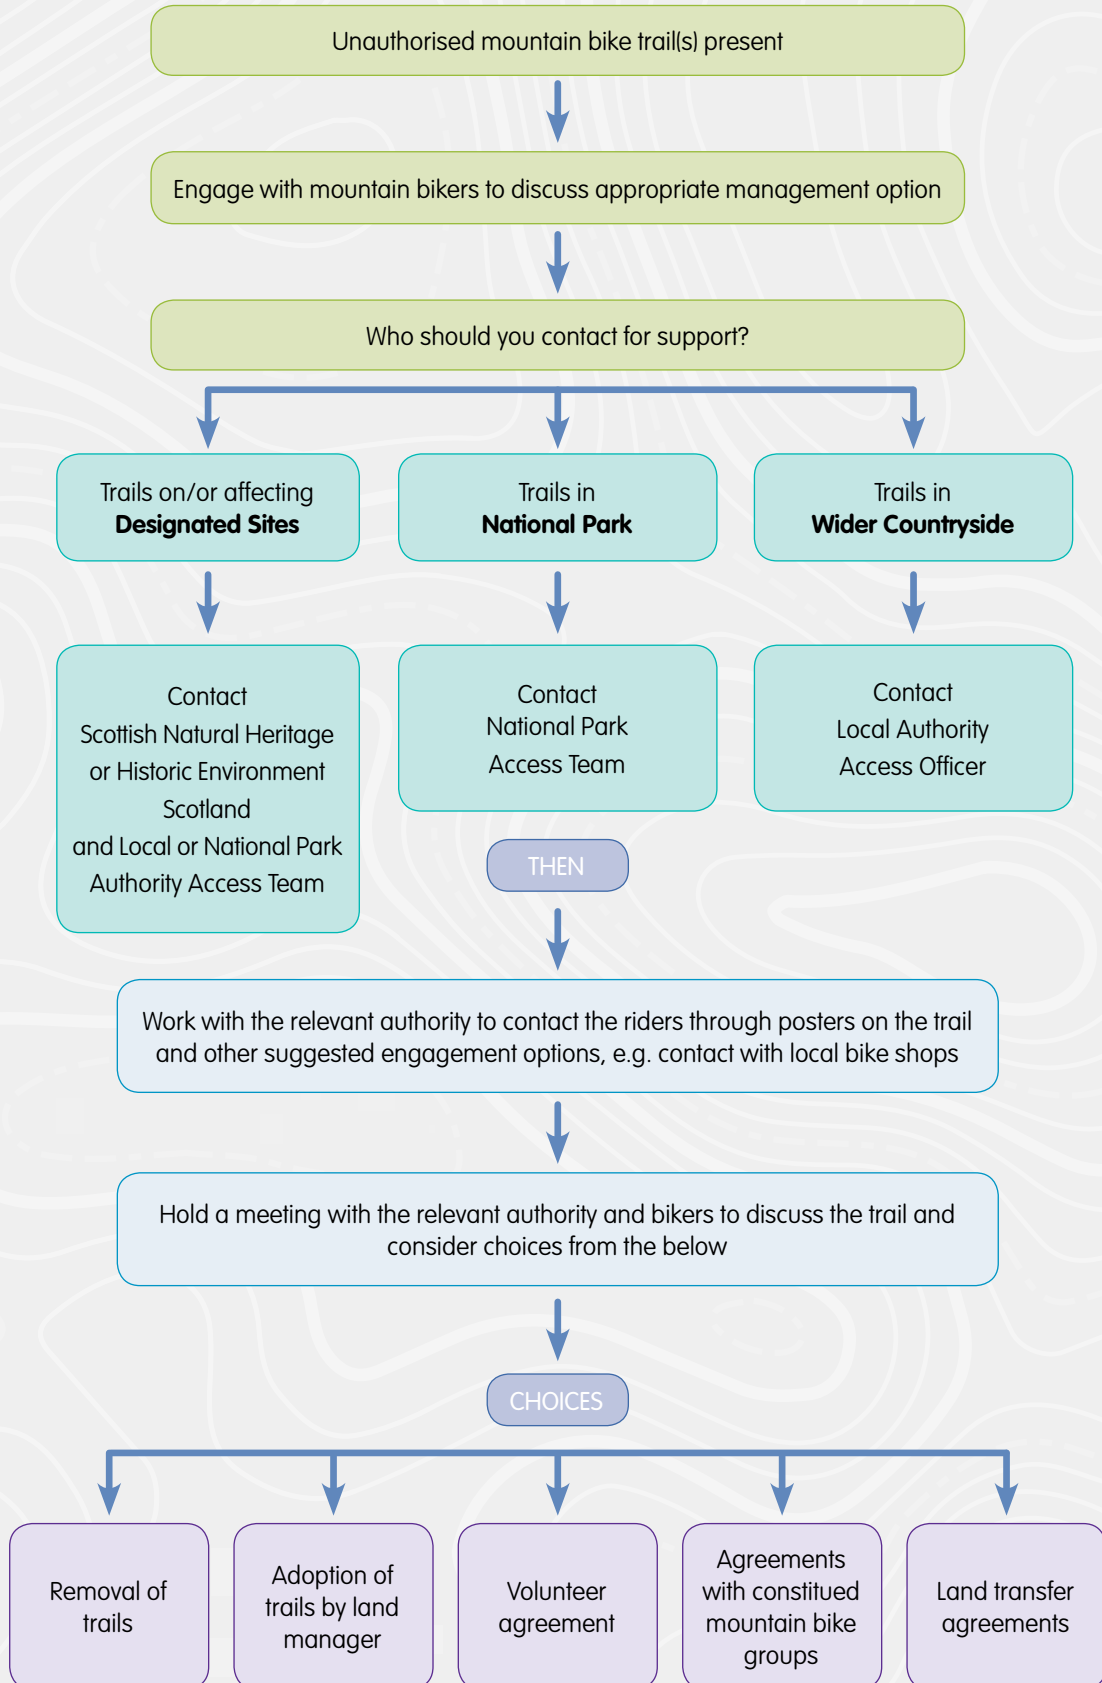 Unauthorised mountain bike trail(s) present
Engage with mountain bikers to discuss appropriate management option
Who should you contact for support?
Trails on/or affecting
Designated Sites
Trails in
National Park
Trails in
Wider Countryside
Contact
Scottish Natural Heritage
or Historic Environment
Scotland
and Local or National Park
Authority Access Team
Contact
National Park
Access Team
Contact
Local Authority
Access Officer
THEN
Work with the relevant authority to contact the riders through posters on the trail
and other suggested engagement options, e.g. contact with local bike shops
Hold a meeting with the relevant authority and bikers to discuss the trail and
consider choices from the below
CHOICES
Removal of
trails
Adoption of
trails by land
manager
Volunteer
agreement
Agreements
with constitued
mountain bike
groups
Land transfer
agreements